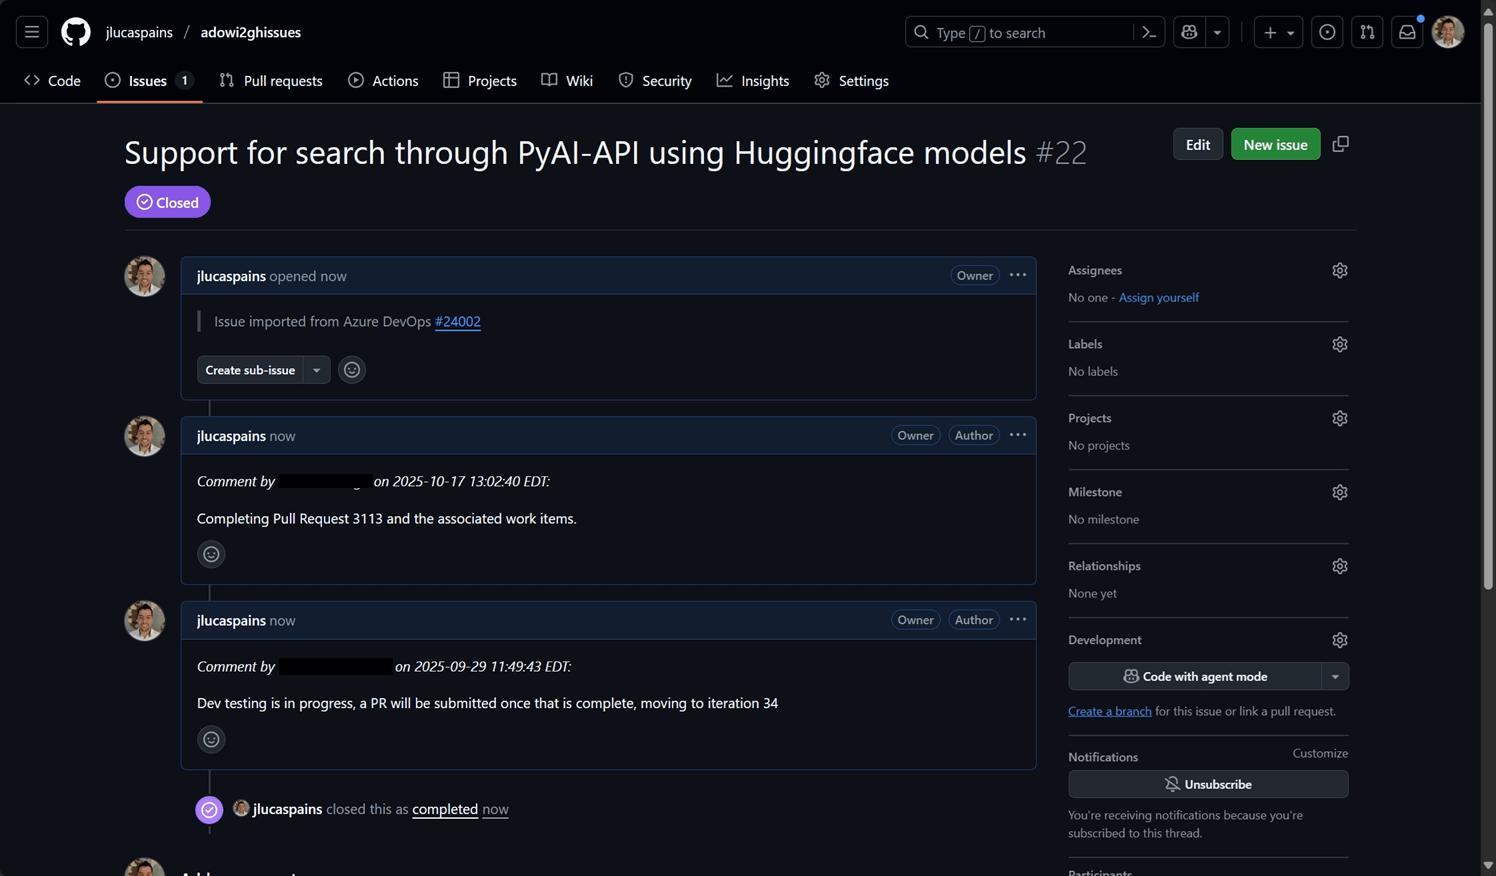 jlucaspains / adowi2ghissues
Type / to search
Code
Issues 1
Pull requests
Actions
Projects
Wiki
Security
Insights
Settings
Support for search through PyAI-API using Huggingface models #22
Edit
New issue
Closed
jlucaspains opened now
Owner
Issue imported from Azure DevOps #24002
Create sub-issue
jlucaspains now
Owner
Author
Comment by on 2025-10-17 13:02:40 EDT:
Completing Pull Request 3113 and the associated work items.
jlucaspains now
Owner
Author
Comment by on 2025-09-29 11:49:43 EDT:
Dev testing is in progress, a PR will be submitted once that is complete, moving to iteration 34
jlucaspains closed this as completed now
Assignees
No one - Assign yourself
Labels
No labels
Projects
No projects
Milestone
No milestone
Relationships
None yet
Development
Code with agent mode
Create a branch for this issue or link a pull request.
Notifications
Customize
Unsubscribe
You're receiving notifications because you're
subscribed to this thread.
Participants